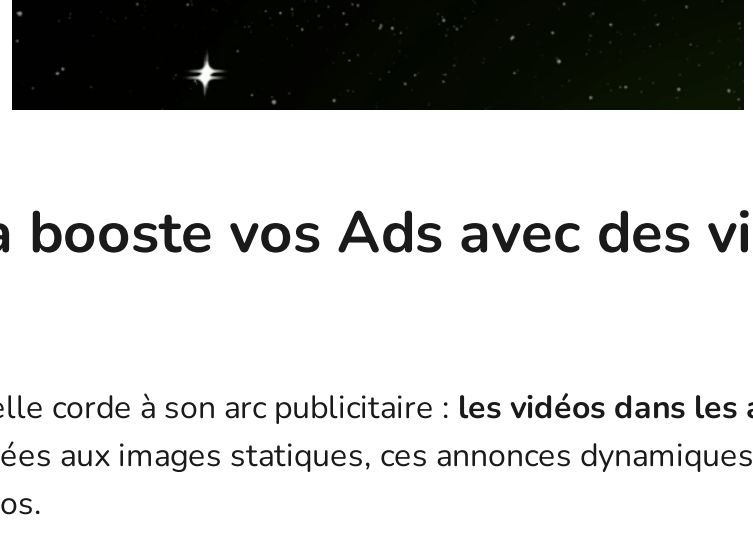 a booste vos Ads avec des vi
elle corde à son arc publicitaire : les vidéos dans les a
ées aux images statiques, ces annonces dynamiques
os.